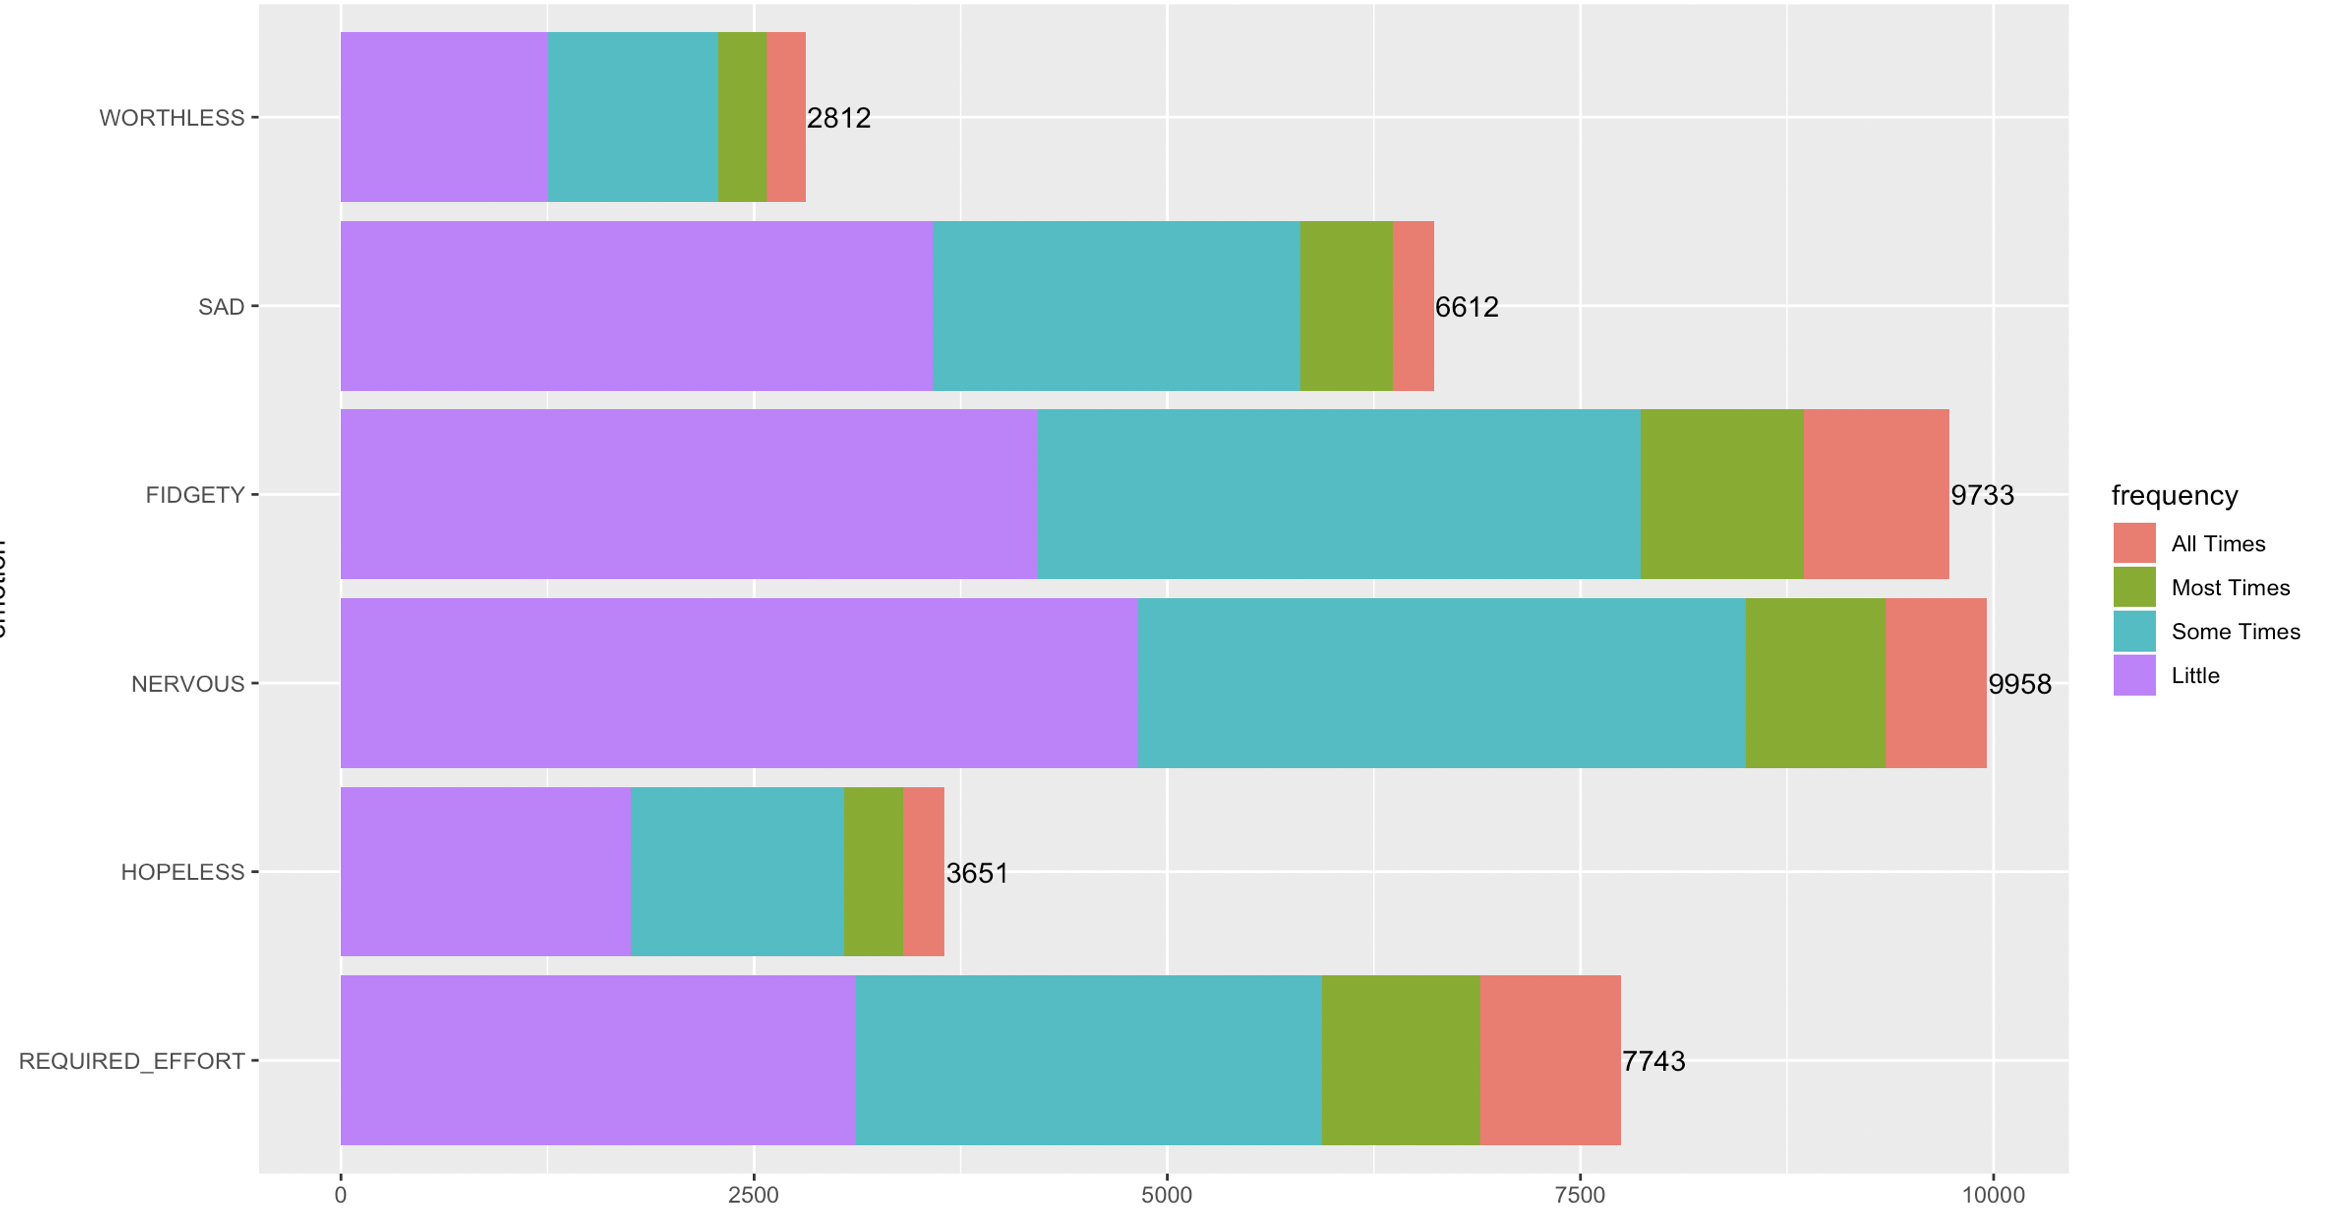 WORTHLESS
2812
SAD
6612
FIDGETY
9733
NERVOUS
9958
HOPELESS
3651
REQUIRED_EFFORT
7743
0 2500 5000 7500 10000
frequency
All Times
Most Times
Some Times
Little